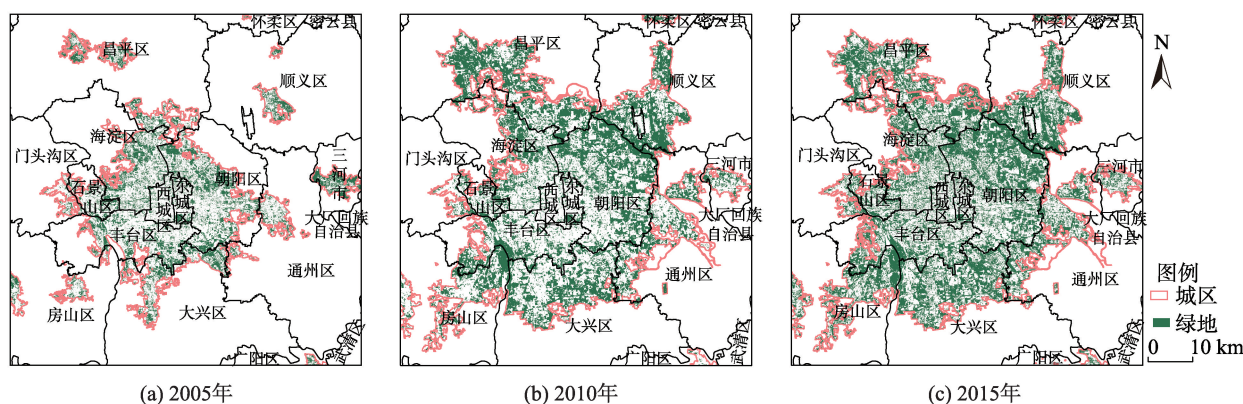 怀柔区
密云县
昌平区
顺义区
海淀区
门头沟区
三河市
石景山区
西城区
东城区
朝阳区
大厂回族
自治县
丰台区
通州区
房山区
大兴区
武清区
(a) 2005年
怀柔区
密云县
昌平区
顺义区
海淀区
门头沟区
三河市
石景山区
西城区
东城区
朝阳区
大厂回族
自治县
丰台区
通州区
房山区
大兴区
广阳区
武清区
(b) 2010年
怀柔区
密云县
昌平区
顺义区
海淀区
门头沟区
三河市
石景山区
西城区
东城区
朝阳区
大厂回族
自治县
丰台区
通州区
房山区
大兴区
广阳区
武清区
(c) 2015年
N
图例
城区
绿地
0 10 km